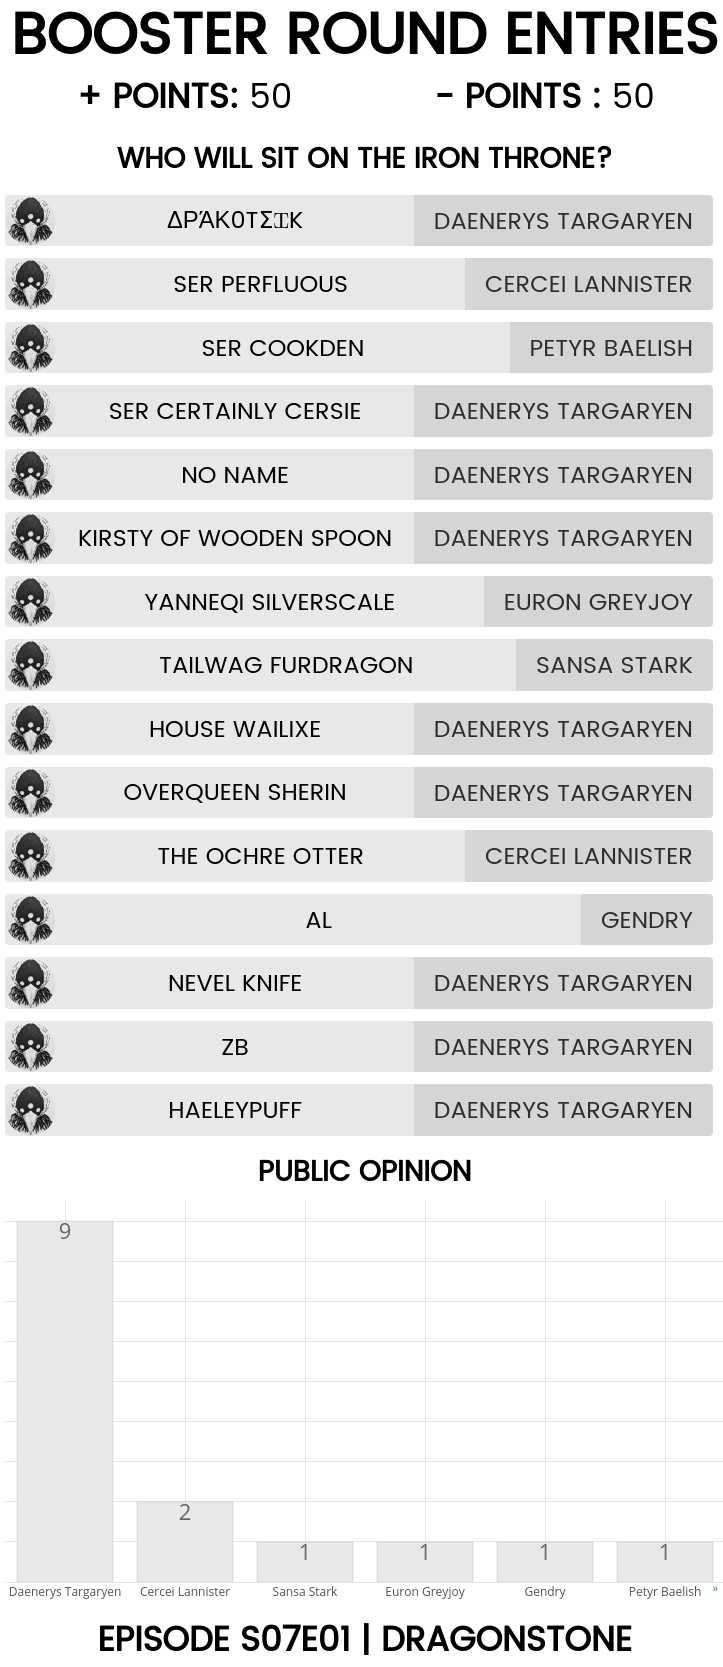 BOOSTER ROUND ENTRIES
+ POINTS: 50 - POINTS : 50
WHO WILL SIT ON THE IRON THRONE?
ΔΡΆΚ0ΤΣꞮK DAENERYS TARGARYEN
SER PERFLUOUS CERCEI LANNISTER
SER COOKDEN PETYR BAELISH
SER CERTAINLY CERSIE DAENERYS TARGARYEN
NO NAME DAENERYS TARGARYEN
KIRSTY OF WOODEN SPOON DAENERYS TARGARYEN
YANNEQI SILVERSCALE EURON GREYJOY
TAILWAG FURDRAGON SANSA STARK
HOUSE WAILIXE DAENERYS TARGARYEN
OVERQUEEN SHERIN DAENERYS TARGARYEN
THE OCHRE OTTER CERCEI LANNISTER
AL GENDRY
NEVEL KNIFE DAENERYS TARGARYEN
ZB DAENERYS TARGARYEN
HAELEYPUFF DAENERYS TARGARYEN
PUBLIC OPINION
9
2
1 1 1 1
Daenerys Targaryen Cercei Lannister Sansa Stark Euron Greyjoy Gendry Petyr Baelish »
EPISODE S07E01 | DRAGONSTONE